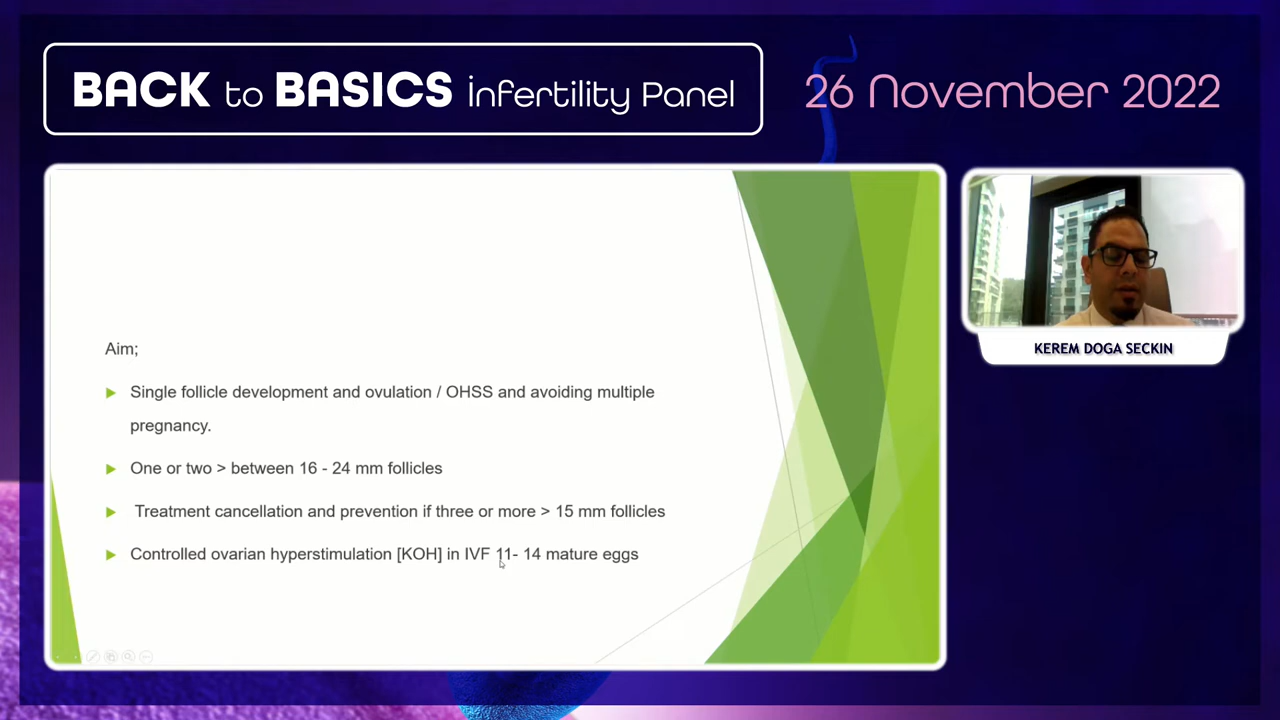 BACK to BASICS infertility Panel
26 November 2022
Aim;
Single follicle development and ovulation / OHSS and avoiding multiple
pregnancy.
One or two > between 16 - 24 mm follicles
Treatment cancellation and prevention if three or more > 15 mm follicles
Controlled ovarian hyperstimulation [KOH] in IVF 11- 14 mature eggs
KEREM DOGA SECKIN